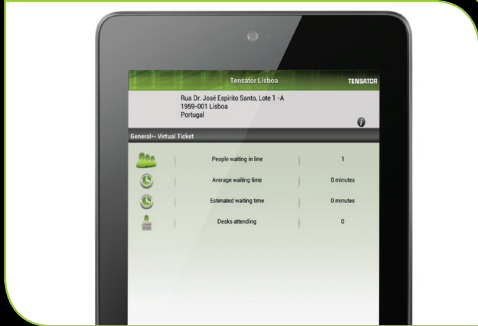 Tensator Lisboa
TENSATOR
Rua Dr. José Espirito Santo, Lote 1 -A
1959-001 Lisboa
Portugal
General-- Virtual Ticket
People waiting in line 1
Average waiting time 0 minutes
Estimated waiting time 0 minutes
Desks attending 0